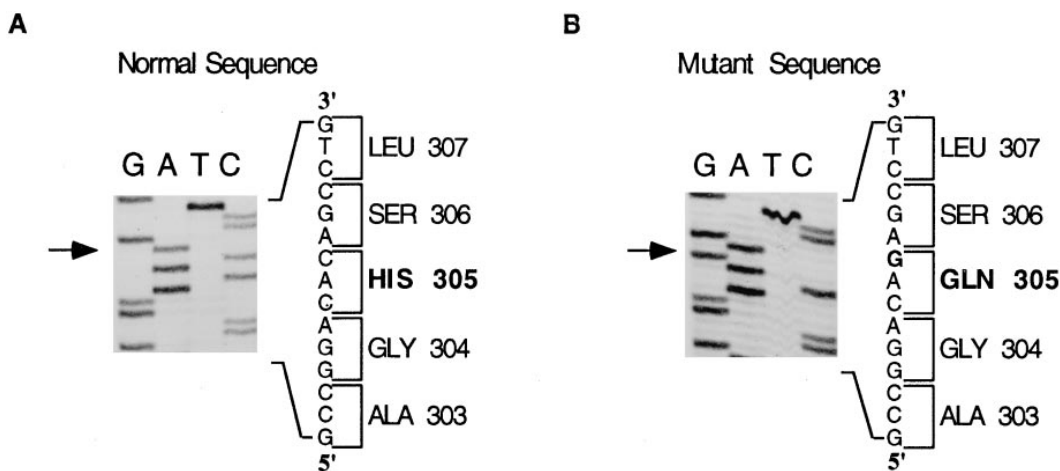 A
Normal Sequence
G A T C
3'
G
T
C
C
G
A
C
A
C
A
G
G
C
C
G
5'
LEU 307
SER 306
HIS 305
GLY 304
ALA 303
B
Mutant Sequence
G A T C
3'
G
T
C
C
G
A
G
A
C
A
G
G
C
C
G
5'
LEU 307
SER 306
GLN 305
GLY 304
ALA 303